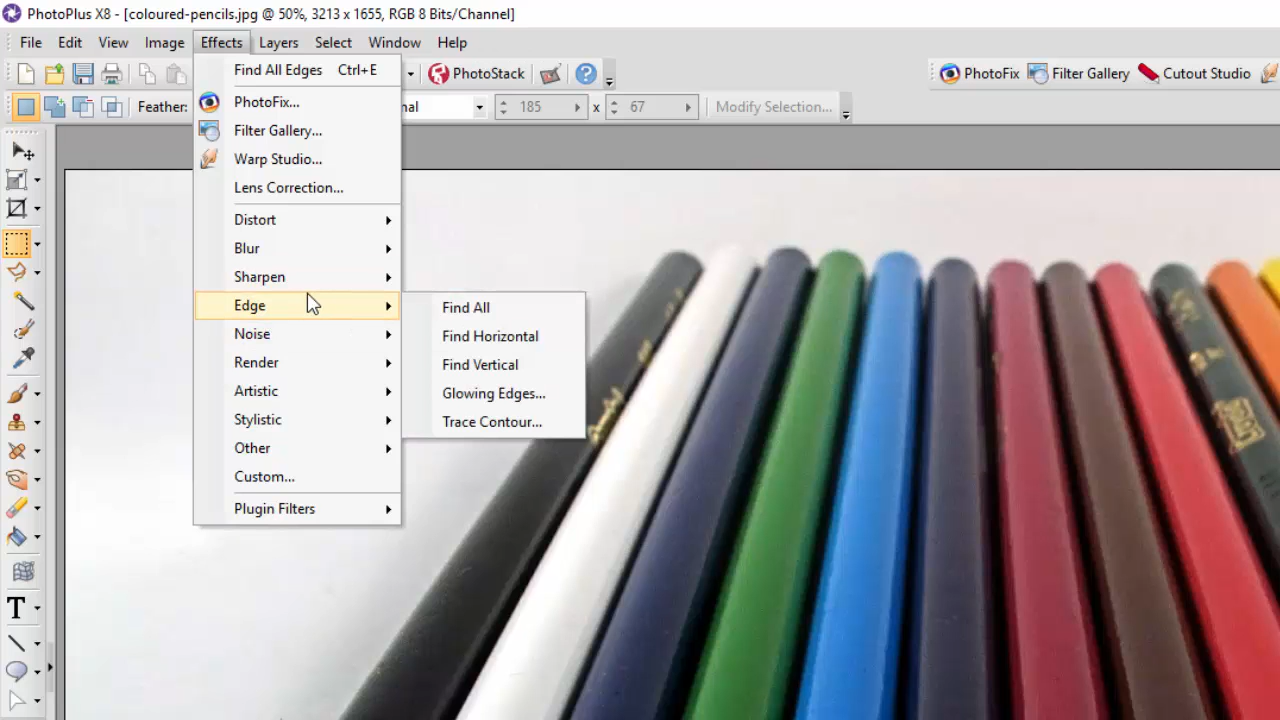 PhotoPlus X8 - [coloured-pencils.jpg @ 50%, 3213 x 1655, RGB 8 Bits/Channel]
File Edit View Image Effects Layers Select Window Help
PhotoStack ? PhotoFix Filter Gallery Cutout Studio
Feather: 185 x 67 Modify Selection...
Find All Edges Ctrl+E
PhotoFix...
Filter Gallery...
Warp Studio...
Lens Correction...
Distort
Blur
Sharpen
Edge
Noise
Render
Artistic
Stylistic
Other
Custom...
Plugin Filters
Find All
Find Horizontal
Find Vertical
Glowing Edges...
Trace Contour...
T